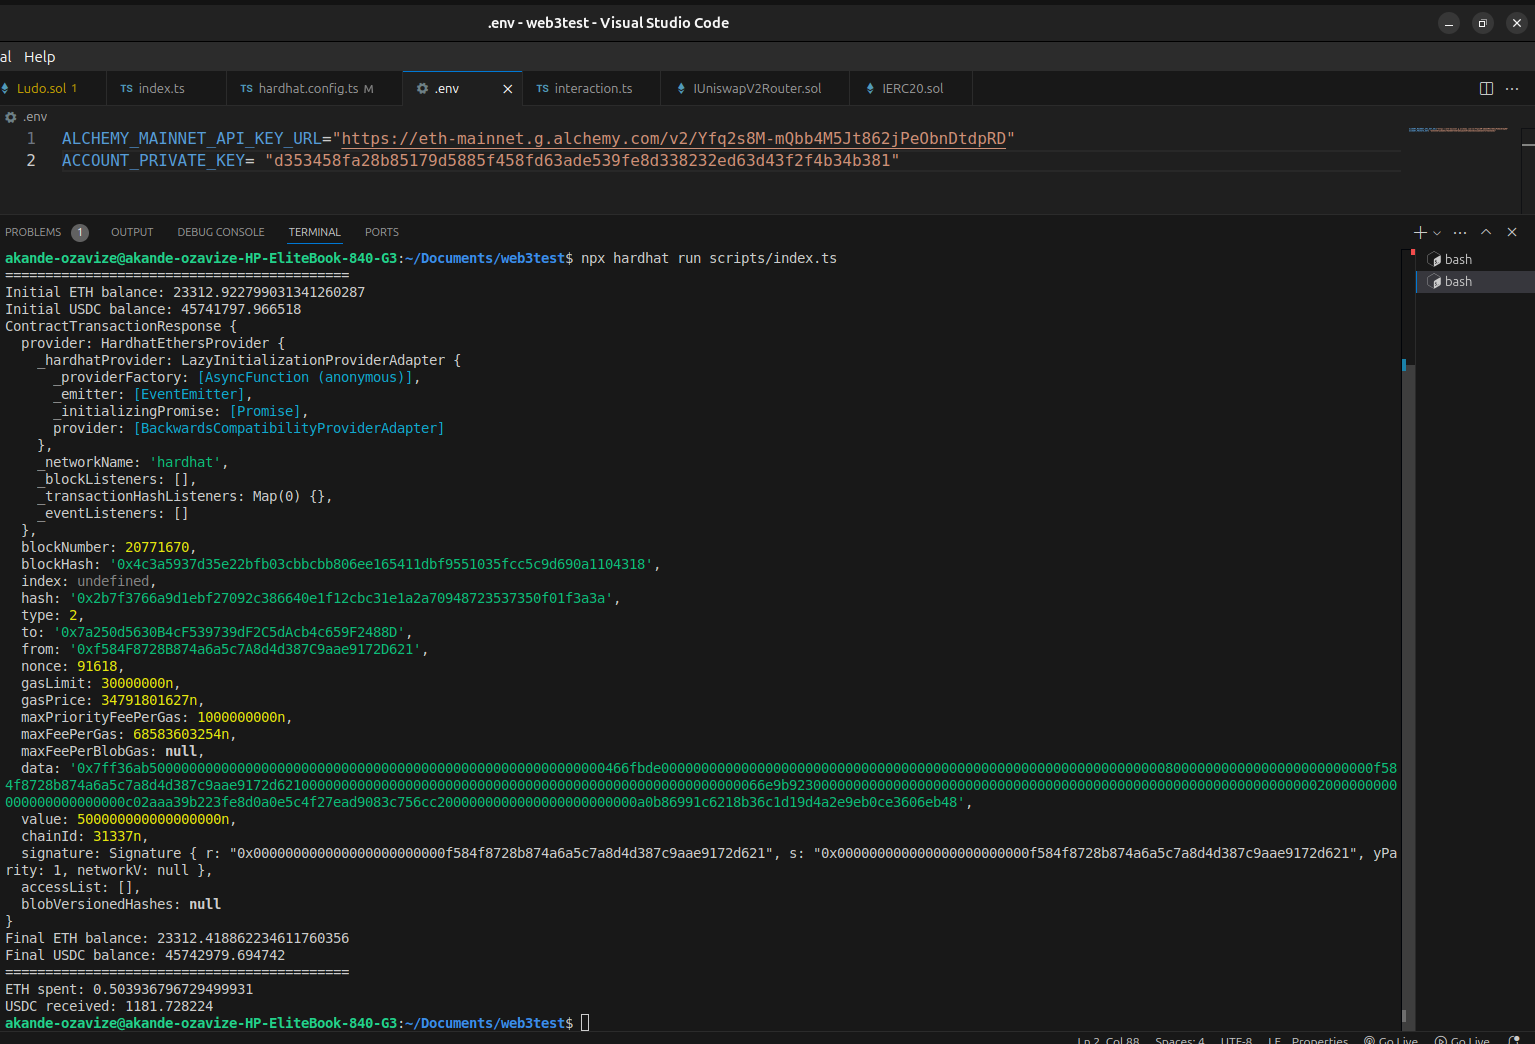 .env - web3test - Visual Studio Code
al Help
Ludo.sol 1 TS index.ts TS hardhat.config.ts M .env TS interaction.ts IUniswapV2Router.sol IERC20.sol
.env
1 ALCHEMY_MAINNET_API_KEY_URL="https://eth-mainnet.g.alchemy.com/v2/Yfq2s8M-mQbb4M5Jt862jPeObnDtdpRD"
2 ACCOUNT_PRIVATE_KEY= "d353458fa28b85179d5885f458fd63ade539fe8d338232ed63d43f2f4b34b381"
PROBLEMS 1 OUTPUT DEBUG CONSOLE TERMINAL PORTS
akande-ozavize@akande-ozavize-HP-EliteBook-840-G3:~/Documents/web3test$ npx hardhat run scripts/index.ts
bash
bash
===========================================
Initial ETH balance: 23312.922799031341260287
Initial USDC balance: 45741797.966518
ContractTransactionResponse {
provider: HardhatEthersProvider {
_hardhatProvider: LazyInitializationProviderAdapter {
_providerFactory: [AsyncFunction (anonymous)],
_emitter: [EventEmitter],
_initializingPromise: [Promise],
provider: [BackwardsCompatibilityProviderAdapter]
},
_networkName: 'hardhat',
_blockListeners: [],
_transactionHashListeners: Map(0) {},
_eventListeners: []
},
blockNumber: 20771670,
blockHash: '0x4c3a5937d35e22bfb03cbbcbb806ee165411dbf9551035fcc5c9d690a1104318',
index: undefined,
hash: '0x2b7f3766a9d1ebf27092c386640e1f12cbc31e1a2a70948723537350f01f3a3a',
type: 2,
to: '0x7a250d5630B4cF539739dF2C5dAcb4c659F2488D',
from: '0xf584F8728B874a6a5c7A8d4d387C9aae9172D621',
nonce: 91618,
gasLimit: 30000000n,
gasPrice: 34791801627n,
maxPriorityFeePerGas: 1000000000n,
maxFeePerGas: 68583603254n,
maxFeePerBlobGas: null,
data:
value: 500000000000000000n,
chainId: 31337n,
signature: Signature { r: "0x000000000000000000000000f584f8728b874a6a5c7a8d4d387c9aae9172d621", s: "0x000000000000000000000000f584f8728b874a6a5c7a8d4d387c9aae9172d621", yPa
rity: 1, networkV: null },
accessList: [],
blobVersionedHashes: null
}
Final ETH balance: 23312.418862234611760356
Final USDC balance: 45742979.694742
===========================================
ETH spent: 0.503936796729499931
USDC received: 1181.728224
akande-ozavize@akande-ozavize-HP-EliteBook-840-G3:~/Documents/web3test$
Ln 2, Col 88 Spaces: 4 UTF-8 LF Properties Go Live Go Live